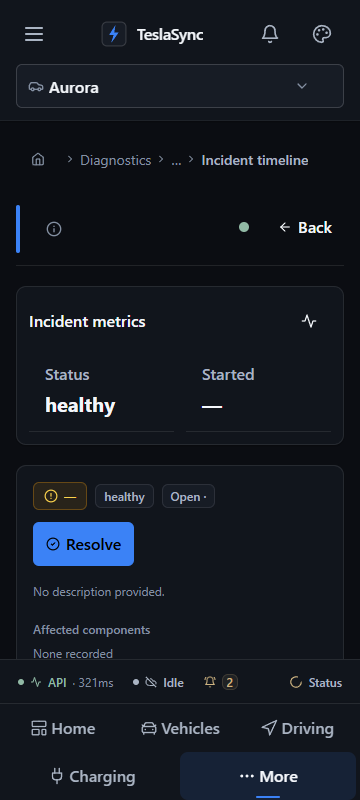 TeslaSync
Aurora
Diagnostics ... Incident timeline
Back
Incident metrics
Status Started
healthy —
— healthy Open ·
Resolve
No description provided.
Affected components
None recorded
API · 321ms Idle 2 Status
Home Vehicles Driving
Charging More